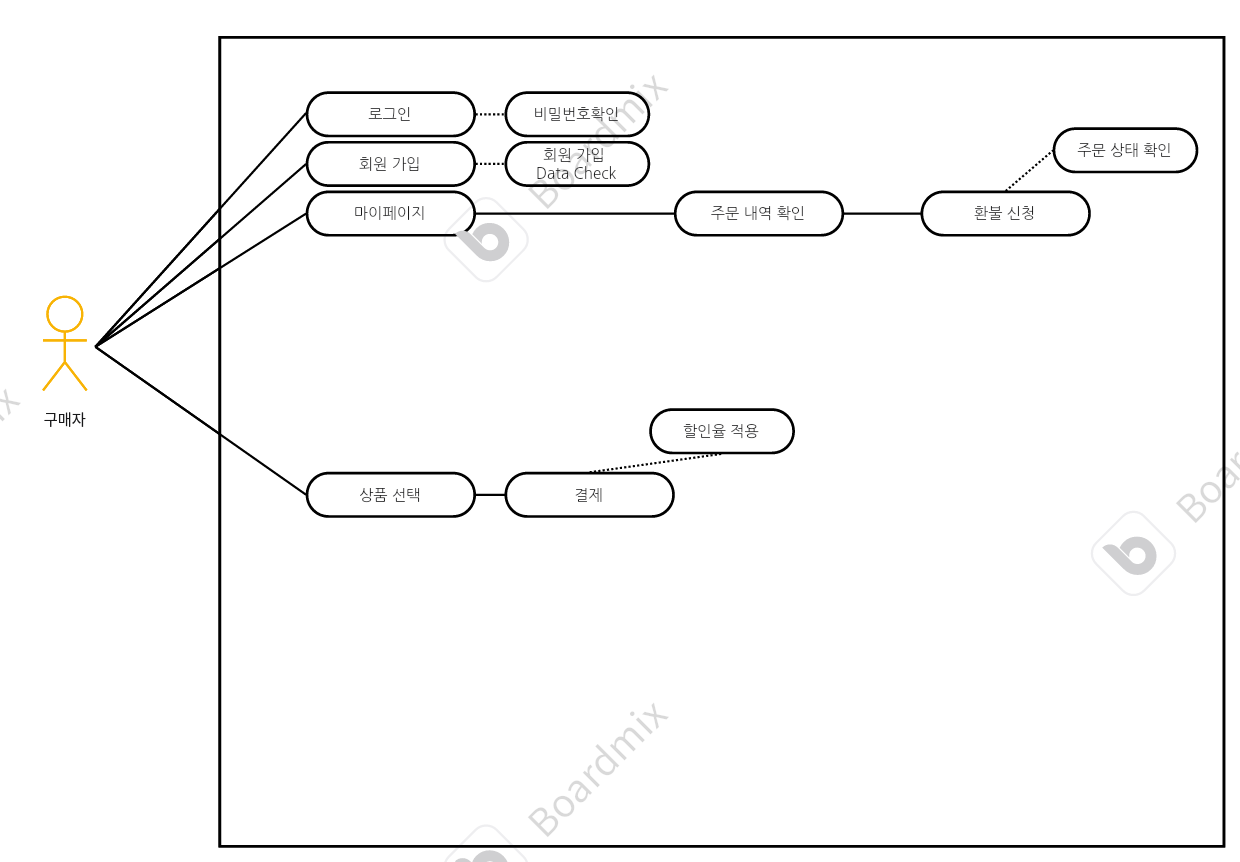 로그인
비밀번호확인
회원 가입
회원 가입
Data Check
주문 상태 확인
마이페이지
주문 내역 확인
환불 신청
구매자
할인율 적용
상품 선택
결제
Boardmix
Boardmix